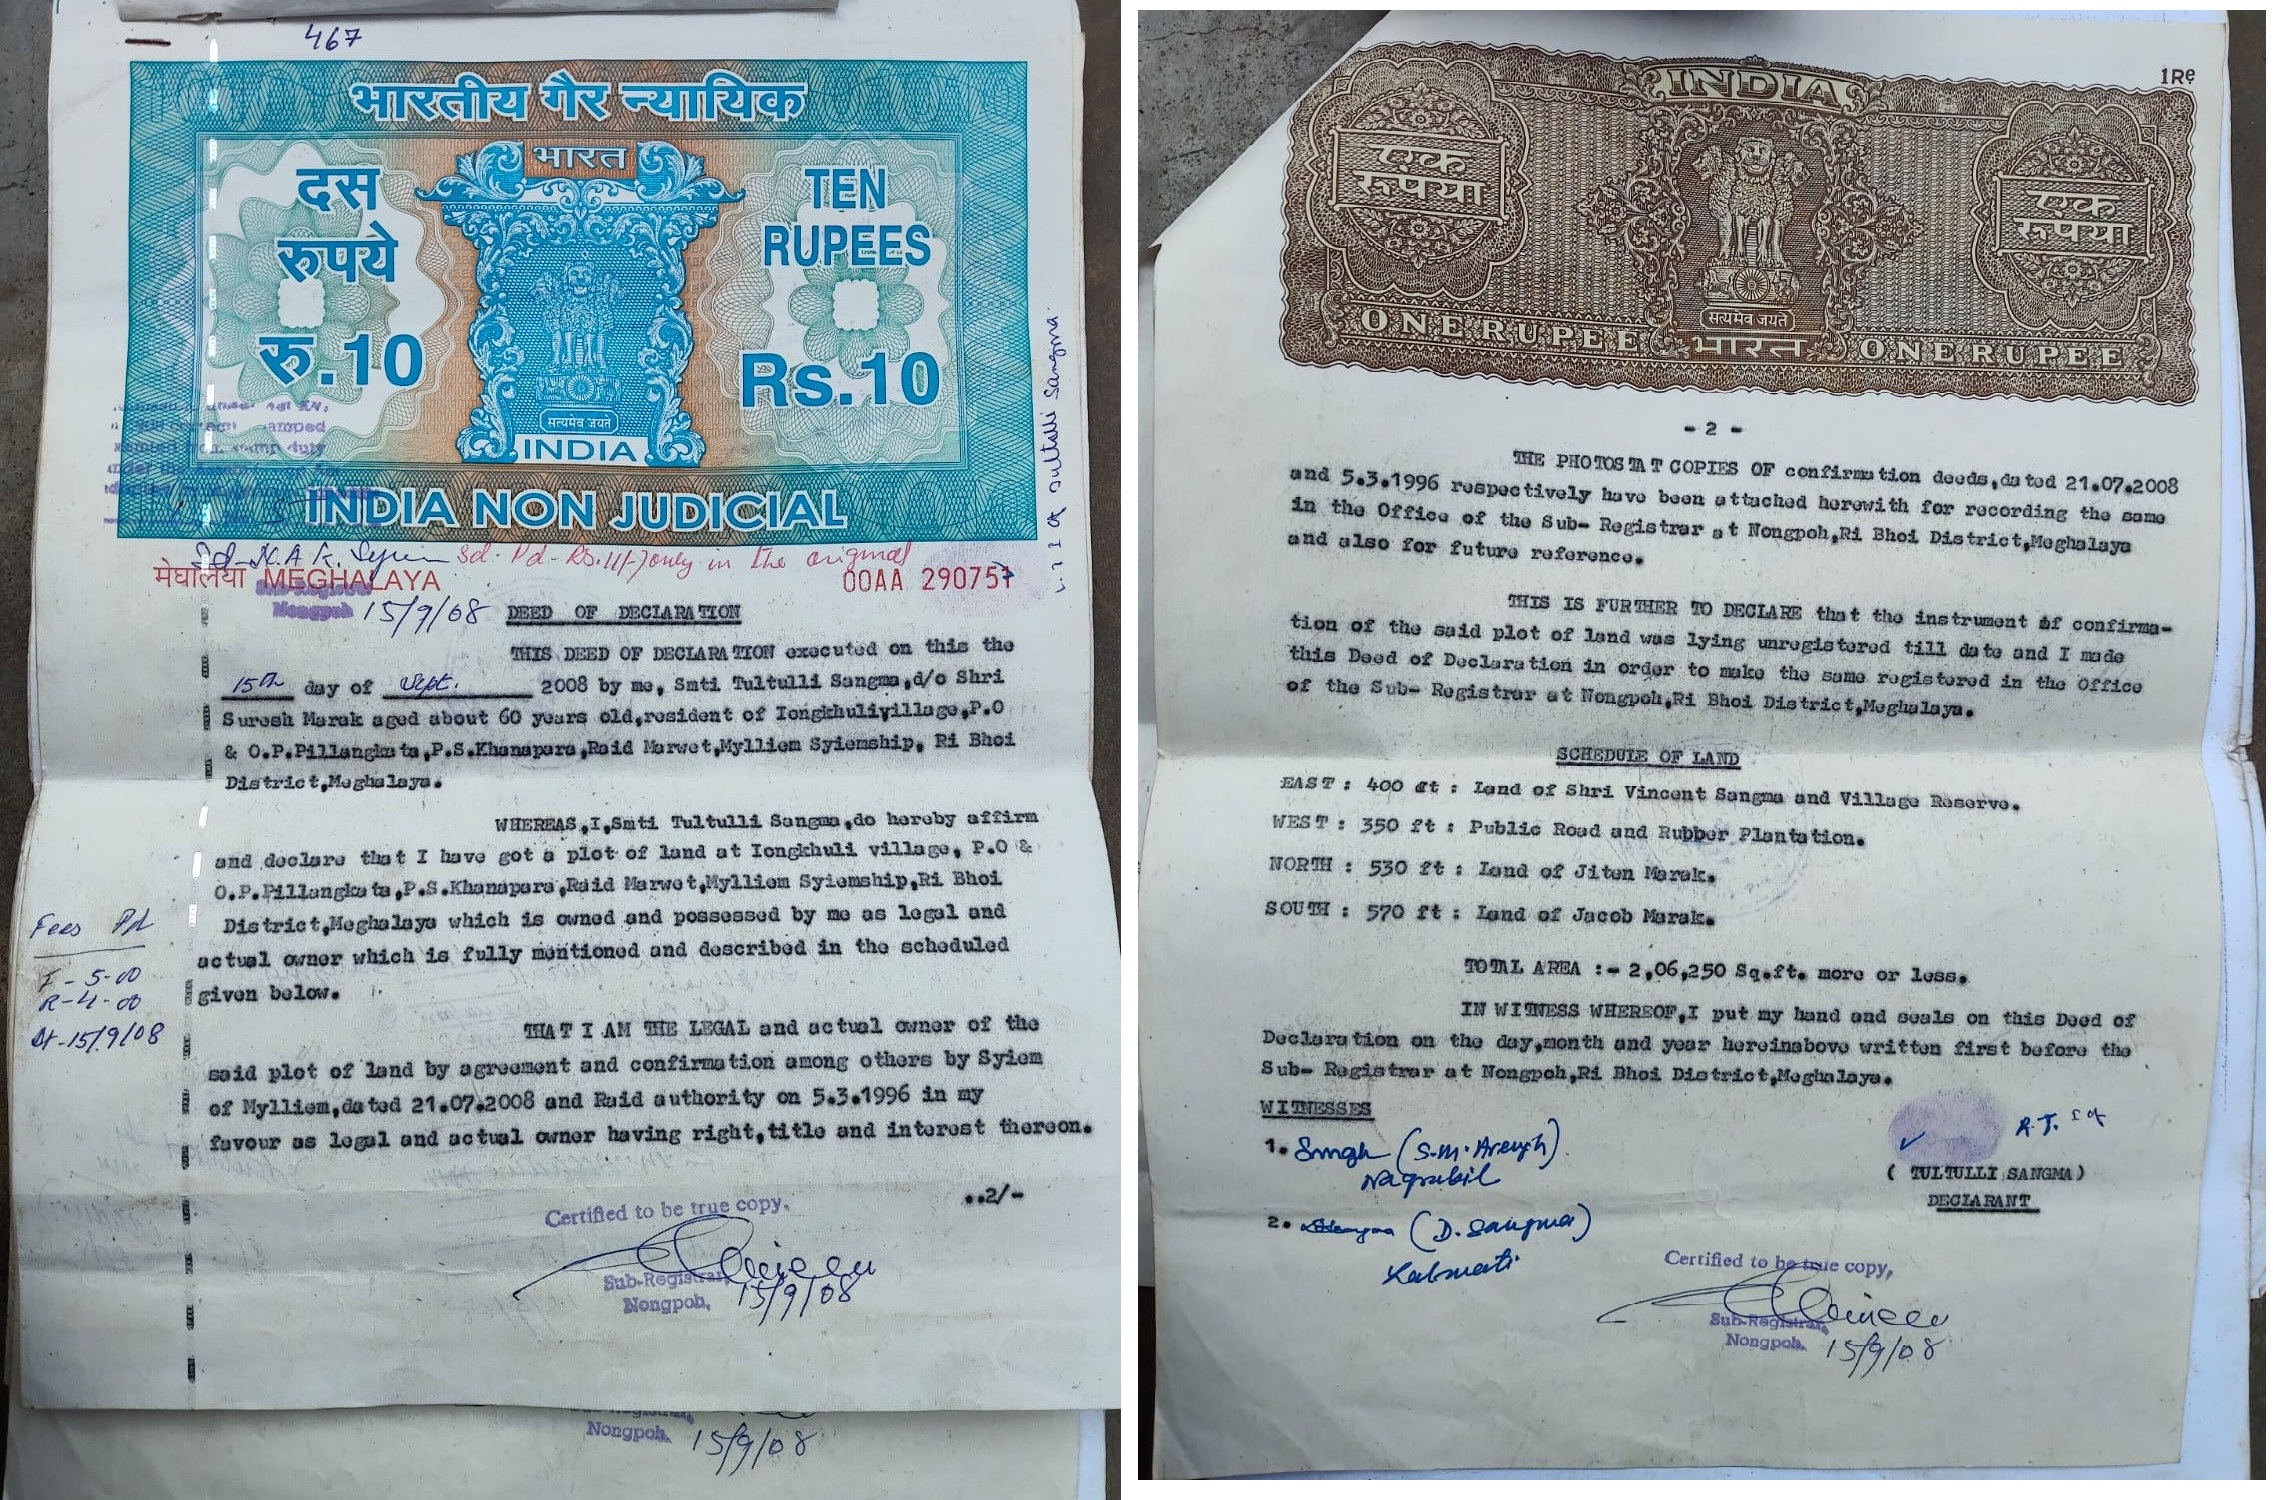 467
भारतीय गैर न्यायिक
भारत
दस
रुपये
रु.10
TEN
RUPEES
Rs.10
सत्यमेव जयते
INDIA
INDIA NON JUDICIAL
amped
duty
of Tultulli Sangma
Sd- Pd- Rs. 11/-) only in the original
मेघालय MEGHALAYA
00AA 290757
Sub-Registrar
Nongpoh 15/9/08
DEED OF DECLARATION
THIS DEED OF DECLARATION executed on this the
15th day of Sept. 2008 by me, Smti Tultulli Sangma,d/o Shri
Suresh Marak aged about 60 years old,resident of Iongkhulivillage,P.O
& O.P.Pillangkata,P.S.Khanapara,Raid Marwet,Mylliem Syiemship, Ri Bhoi
District,Meghalaya.
WHEREAS,I,Smti Tultulli Sangma,do hereby affirm
and declare that I have got a plot of land at Iongkhuli village, P.O &
O.P.Pillangkata,P.S.Khanapara,Raid Marwet,Mylliem Syiemship,Ri Bhoi
District,Meghalaya which is owned and possessed by me as legal and
actual owner which is fully mentioned and described in the scheduled
given below.
Fees Pd
F - 5-00
R - 4-00
Dt - 15/9/08
THAT I AM THE LEGAL and actual owner of the
said plot of land by agreement and confirmation among others by Syiem
of Mylliem,dated 21.07.2008 and Raid authority on 5.3.1996 in my
favour as legal and actual owner having right,title and interest thereon.
..2/-
Certified to be true copy.
Sub-Registrar
Nongpoh, 15/9/08
Nongpoh. 15/9/08
1Re
INDIA
एक
रूपया
एक
रूपया
सत्यमेव जयते
ONE RUPEE भारत ONE RUPEE
- 2 -
THE PHOTOSTAT COPIES OF confirmation deeds,dated 21.07.2008
and 5.3.1996 respectively have been attached herewith for recording the same
in the Office of the Sub- Registrar at Nongpoh,Ri Bhoi District,Meghalaya
and also for future reference.
THIS IS FURTHER TO DECLARE that the instrument of confirma-
tion of the said plot of land was lying unregistered till date and I made
this Deed of Declaration in order to make the same registered in the Office
of the Sub- Registrar at Nongpoh,Ri Bhoi District,Meghalaya.
SCHEDULE OF LAND
EAST : 400 ft : Land of Shri Vincent Sangma and Village Reserve.
WEST : 350 ft : Public Road and Rubber Plantation.
NORTH : 530 ft : Land of Jiten Marak.
SOUTH : 570 ft : Land of Jacob Marak.
TOTAL AREA :- 2,06,250 Sq.ft. more or less.
IN WITNESS WHEREOF,I put my hand and seals on this Deed of
Declaration on the day,month and year hereinabove written first before the
Sub- Registrar at Nongpoh,Ri Bhoi District,Meghalaya.
WITNESSES
R.T. I of
1. (S.M. Arengh)
( TULTULLI SANGMA )
DECLARANT
2. (D. Sangma)
Certified to be true copy,
Sub-Registrar,
Nongpoh. 15/9/08